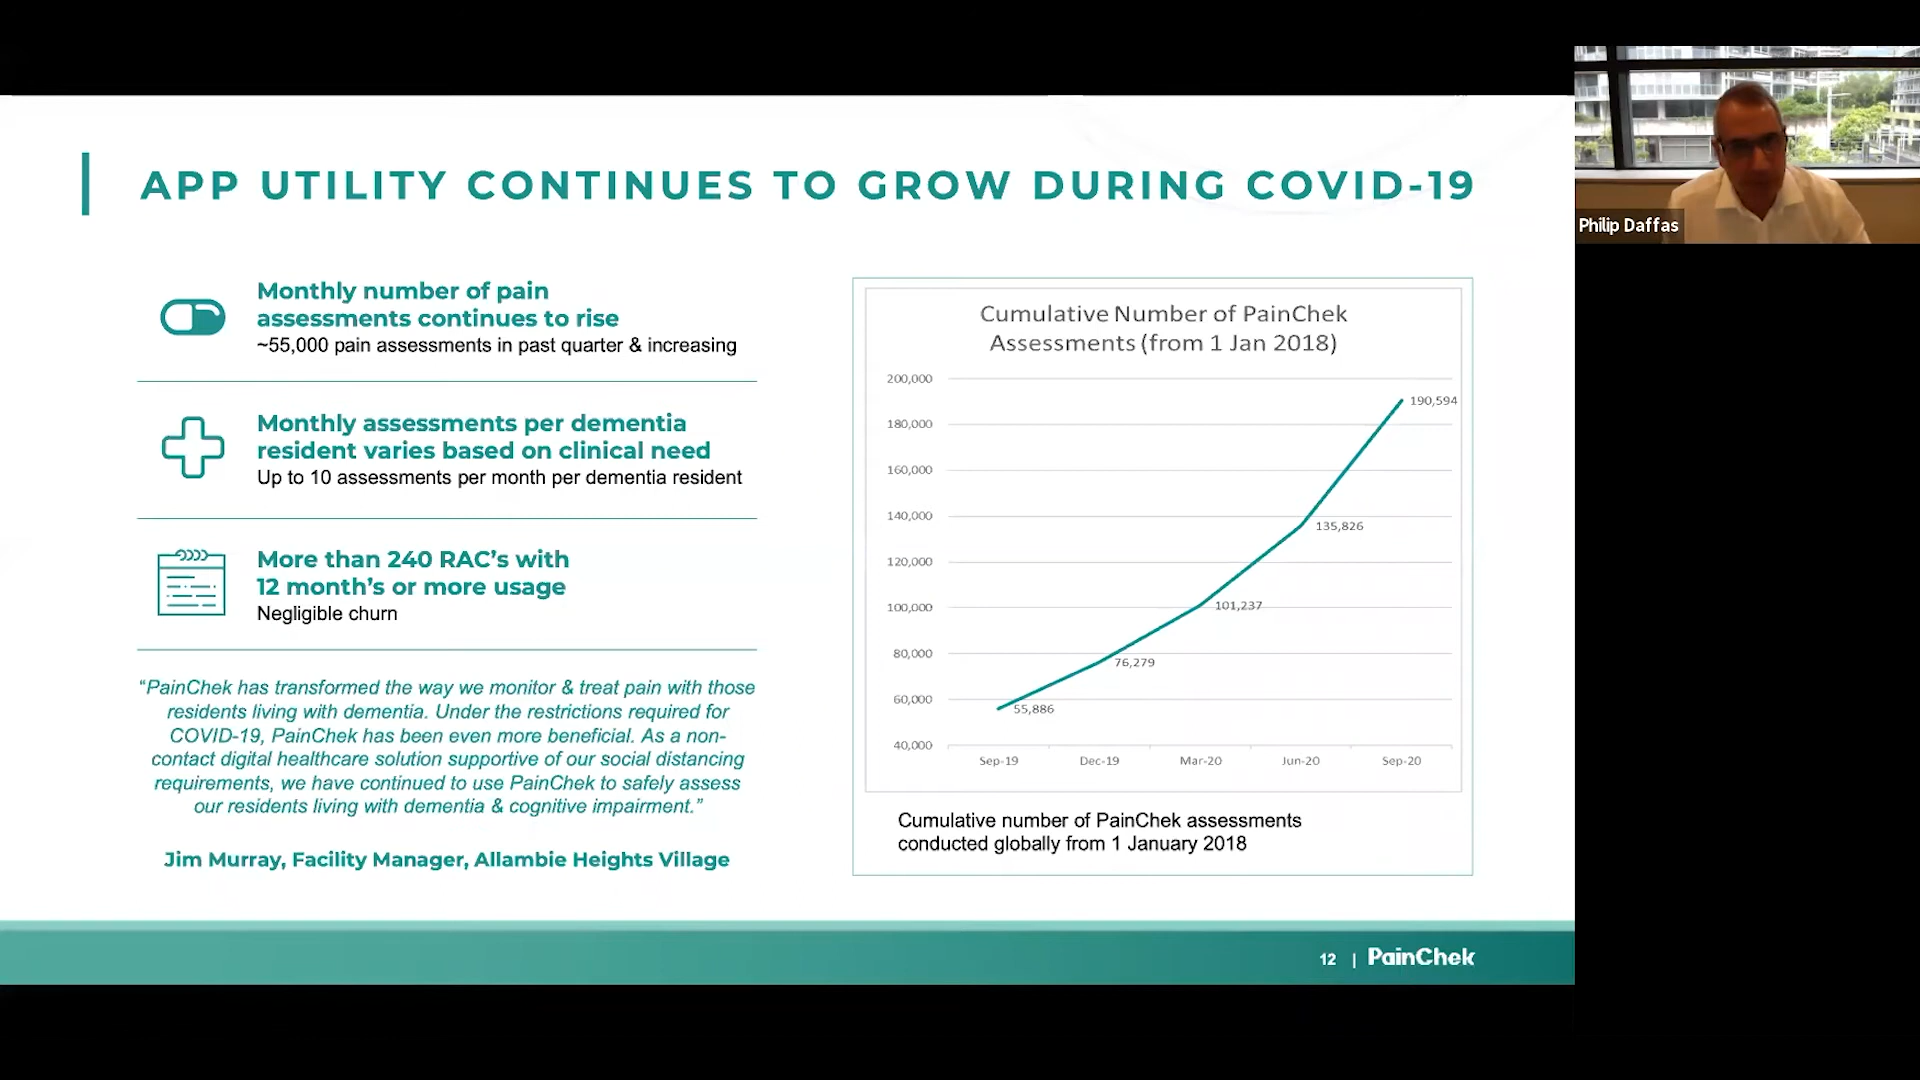 APP UTILITY CONTINUES TO GROW DURING COVID-19
Monthly number of pain
assessments continues to rise
~55,000 pain assessments in past quarter & increasing
Monthly assessments per dementia
resident varies based on clinical need
Up to 10 assessments per month per dementia resident
More than 240 RAC’s with
12 month’s or more usage
Negligible churn
“PainChek has transformed the way we monitor & treat pain with those
residents living with dementia. Under the restrictions required for
COVID-19, PainChek has been even more beneficial. As a non-
contact digital healthcare solution supportive of our social distancing
requirements, we have continued to use PainChek to safely assess
our residents living with dementia & cognitive impairment.”
Jim Murray, Facility Manager, Allambie Heights Village
Cumulative Number of PainChek
Assessments (from 1 Jan 2018)
200,000
180,000
160,000
140,000
120,000
100,000
80,000
60,000
40,000
190,594
135,826
101,237
76,279
55,886
Sep-19 Dec-19 Mar-20 Jun-20 Sep-20
Cumulative number of PainChek assessments
conducted globally from 1 January 2018
12 | PainChek
Philip Daffas